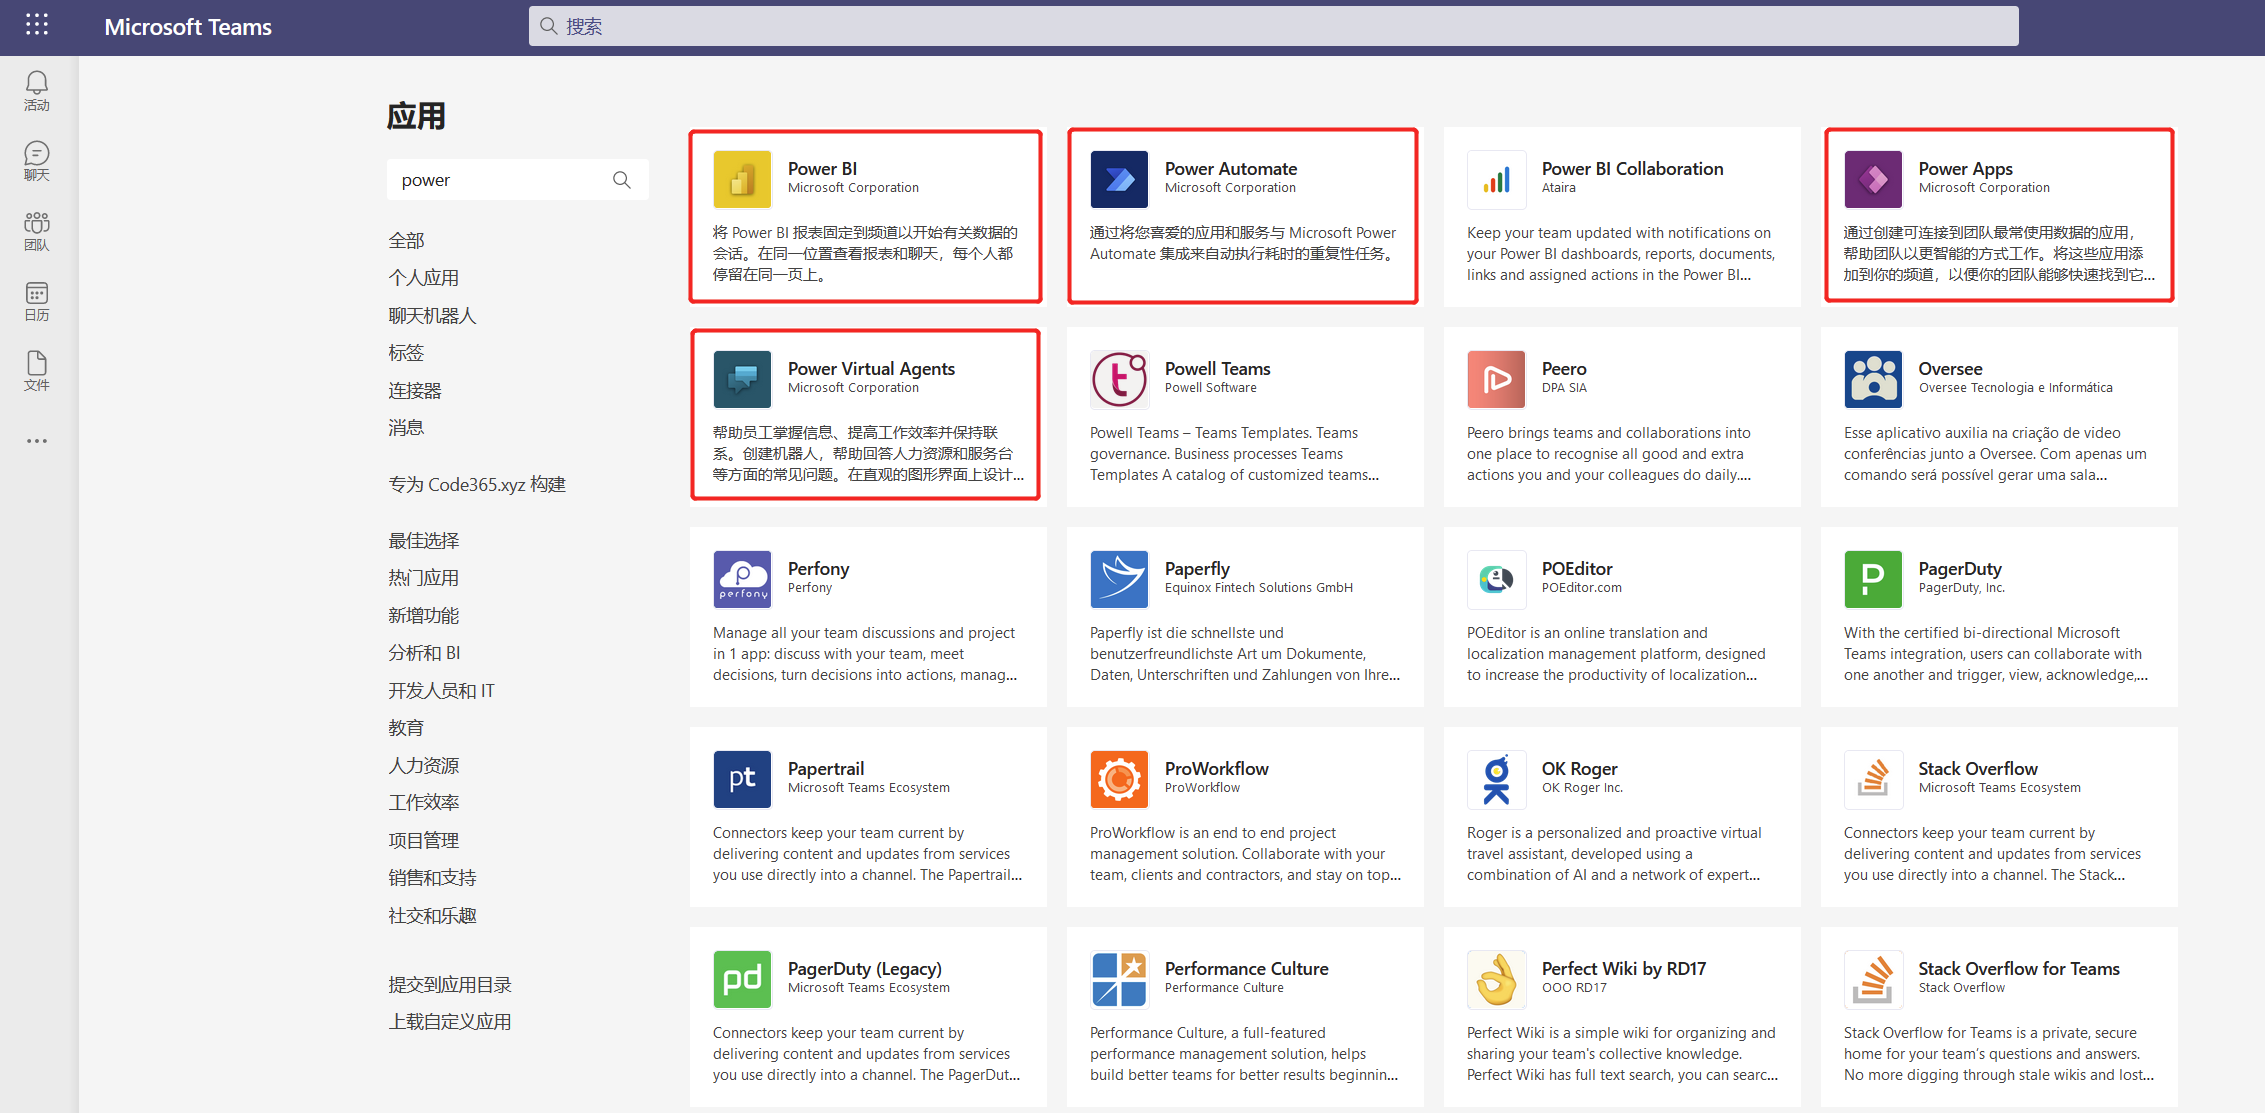 Microsoft Teams
搜索
活动
聊天
团队
日历
文件
应用
power
全部
个人应用
聊天机器人
标签
连接器
消息
专为 Code365.xyz 构建
最佳选择
热门应用
新增功能
分析和 BI
开发人员和 IT
教育
人力资源
工作效率
项目管理
销售和支持
社交和乐趣
提交到应用目录
上载自定义应用
Power BI
Microsoft Corporation
将 Power BI 报表固定到频道以开始有关数据的
会话。在同一位置查看报表和聊天，每个人都
停留在同一页上。
Power Automate
Microsoft Corporation
通过将您喜爱的应用和服务与 Microsoft Power
Automate 集成来自动执行耗时的重复性任务。
Power BI Collaboration
Ataira
Keep your team updated with notifications on
your Power BI dashboards, reports, documents,
links and assigned actions in the Power BI...
Power Apps
Microsoft Corporation
通过创建可连接到团队最常使用数据的应用，
帮助团队以更智能的方式工作。将这些应用添
加到你的频道，以便你的团队能够快速找到它...
Power Virtual Agents
Microsoft Corporation
帮助员工掌握信息、提高工作效率并保持联
系。创建机器人，帮助回答人力资源和服务台
等方面的常见问题。在直观的图形界面上设计...
Powell Teams
Powell Software
Powell Teams – Teams Templates. Teams
governance. Business processes Teams
Templates A catalog of customized teams...
Peero
DPA SIA
Peero brings teams and collaborations into
one place to recognise all good and extra
actions you and your colleagues do daily....
Oversee
Oversee Tecnologia e Informática
Esse aplicativo auxilia na criação de video
conferências junto a Oversee. Com apenas um
comando será possível gerar uma sala...
perfony
Perfony
Perfony
Manage all your team discussions and project
in 1 app: discuss with your team, meet
decisions, turn decisions into actions, manag...
Paperfly
Equinox Fintech Solutions GmbH
Paperfly ist die schnellste und
benutzerfreundlichste Art um Dokumente,
Daten, Unterschriften und Zahlungen von Ihre...
POEditor
POEditor.com
POEditor is an online translation and
localization management platform, designed
to increase the productivity of localization...
P
PagerDuty
PagerDuty, Inc.
With the certified bi-directional Microsoft
Teams integration, users can collaborate with
one another and trigger, view, acknowledge,...
pt
Papertrail
Microsoft Teams Ecosystem
Connectors keep your team current by
delivering content and updates from services
you use directly into a channel. The Papertrail...
ProWorkflow
ProWorkflow
ProWorkflow is an end to end project
management solution. Collaborate with your
team, clients and contractors, and stay on top...
OK Roger
OK Roger Inc.
Roger is a personalized and proactive virtual
travel assistant, developed using a
combination of AI and a network of expert...
Stack Overflow
Microsoft Teams Ecosystem
Connectors keep your team current by
delivering content and updates from services
you use directly into a channel. The Stack...
pd
PagerDuty (Legacy)
Microsoft Teams Ecosystem
Connectors keep your team current by
delivering content and updates from services
you use directly into a channel. The PagerDut...
Performance Culture
Performance Culture
Performance Culture, a full-featured
performance management solution, helps
build better teams for better results beginnin...
Perfect Wiki by RD17
OOO RD17
Perfect Wiki is a simple wiki for organizing and
sharing your team's collective knowledge.
Perfect Wiki has full text search, you can searc...
Stack Overflow for Teams
Stack Overflow
Stack Overflow for Teams is a private, secure
home for your team's questions and answers.
No more digging through stale wikis and lost...